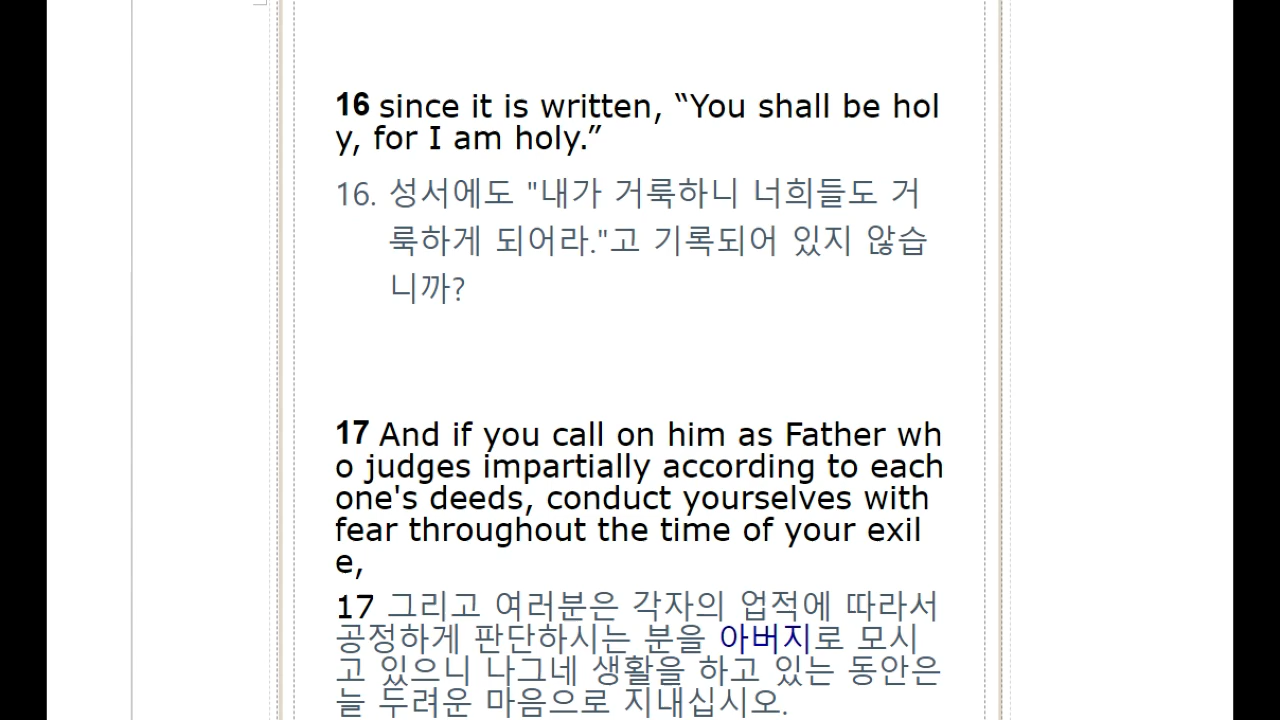 16 since it is written, “You shall be hol
y, for I am holy.”
16. 성서에도 "내가 거룩하니 너희들도 거
룩하게 되어라."고 기록되어 있지 않습
니까?
17 And if you call on him as Father wh
o judges impartially according to each
one's deeds, conduct yourselves with
fear throughout the time of your exil
e,
17 그리고 여러분은 각자의 업적에 따라서
공정하게 판단하시는 분을 아버지로 모시
고 있으니 나그네 생활을 하고 있는 동안은
늘 두려운 마음으로 지내십시오.